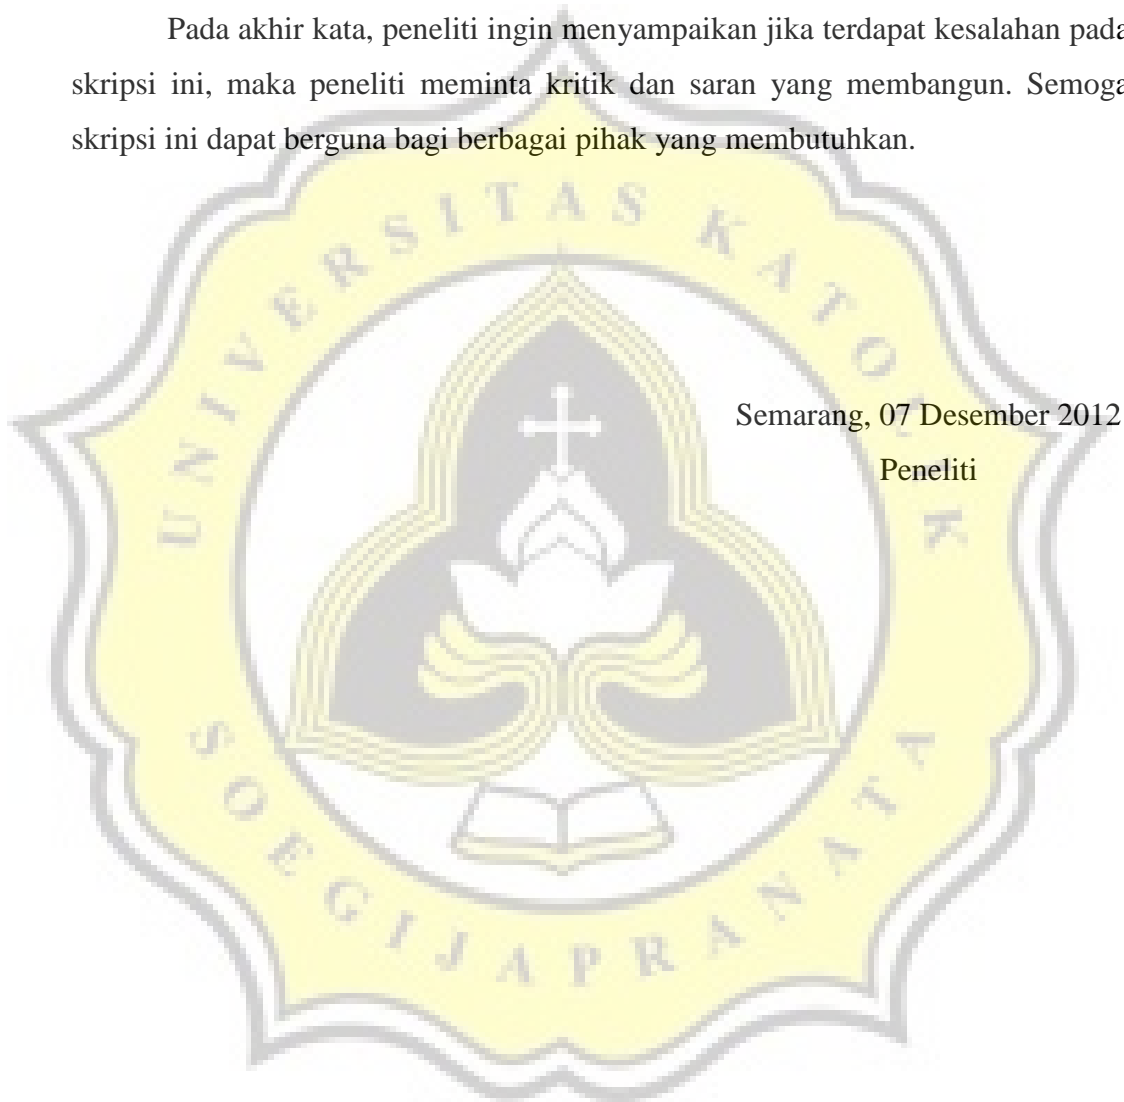 Pada akhir kata, peneliti ingin menyampaikan jika terdapat kesalahan pada
skripsi ini, maka peneliti meminta kritik dan saran yang membangun. Semoga
skripsi ini dapat berguna bagi berbagai pihak yang membutuhkan.
UNIVERSITAS KATOLIK
Semarang, 07 Desember 2012
Peneliti
SOEGIJAPRANATA